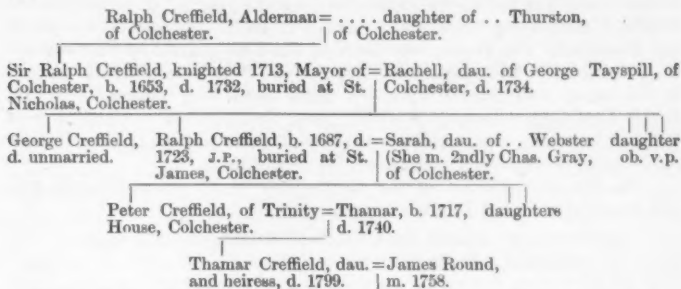 Ralph Creffield, Alderman= . . . . daughter of . . Thurston,
of Colchester. | of Colchester.
Sir Ralph Creffield, knighted 1713, Mayor of=Rachell, dau. of George Tayspill, of
Colchester, b. 1653, d. 1732, buried at St. Colchester, d. 1734.
Nicholas, Colchester.
George Creffield, Ralph Creffield, b. 1687, d.=Sarah, dau. of . . Webster daughter
d. unmarried. 1723, J.P., buried at St. | (She m. 2ndly Chas. Gray, ob. v.p.
James, Colchester. | of Colchester.
Peter Creffield, of Trinity=Thamar, b. 1717, daughters
House, Colchester. | d. 1740.
Thamar Creffield, dau.=James Round,
and heiress, d. 1799. | m. 1758.